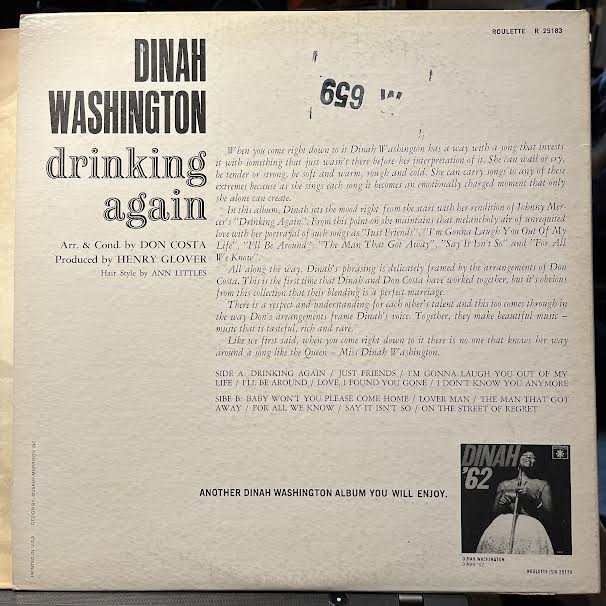 ROULETTE R 25183
DINAH
WASHINGTON
drinking
again
Arr. & Cond. by DON COSTA
Produced by HENRY GLOVER
Hair Style by ANN LITTLES
659
When you come right down to it Dinah Washington has a way with a song that invests
it with something that just wasn't there before her interpretation of it. She can wail or cry,
be tender or strong, be soft and warm, rough and cold. She can carry songs to any of these
extremes because as she sings each song it becomes an emotionally charged moment that only
she alone can create.
In this album, Dinah sets the mood right from the start with her rendition of Johnny Mer-
cer's "Drinking Again". From this point on she maintains that melancholy air of unrequited
love with her portrayal of such songs as "Just Friends", "I'm Gonna Laugh You Out Of My
Life", "I'll Be Around", "The Man That Got Away", "Say It Isn't So" and "For All
We Know".
All along the way, Dinah's phrasing is delicately framed by the arrangements of Don
Costa. This is the first time that Dinah and Don Costa have worked together, but it's obvious
from this collection that their blending is a perfect marriage.
There is a respect and understanding for each other's talent and this too comes through in
the way Don's arrangements frame Dinah's voice. Together, they make beautiful music –
music that is tasteful, rich and rare.
Like we first said, when you come right down to it there is no one that knows her way
around a song like the Queen – Miss Dinah Washington.
SIDE A: DRINKING AGAIN / JUST FRIENDS / I'M GONNA LAUGH YOU OUT OF MY
LIFE / I'LL BE AROUND / LOVE, I FOUND YOU GONE / I DON'T KNOW YOU ANYMORE
SIBE B: BABY WON'T YOU PLEASE COME HOME / LOVER MAN / THE MAN THAT GOT
AWAY / FOR ALL WE KNOW / SAY IT ISN'T SO / ON THE STREET OF REGRET
ANOTHER DINAH WASHINGTON ALBUM YOU WILL ENJOY.
DINAH
'62
DINAH WASHINGTON
DINAH '62
ROULETTE (S)R 25170
PRINTED IN U.S.A.